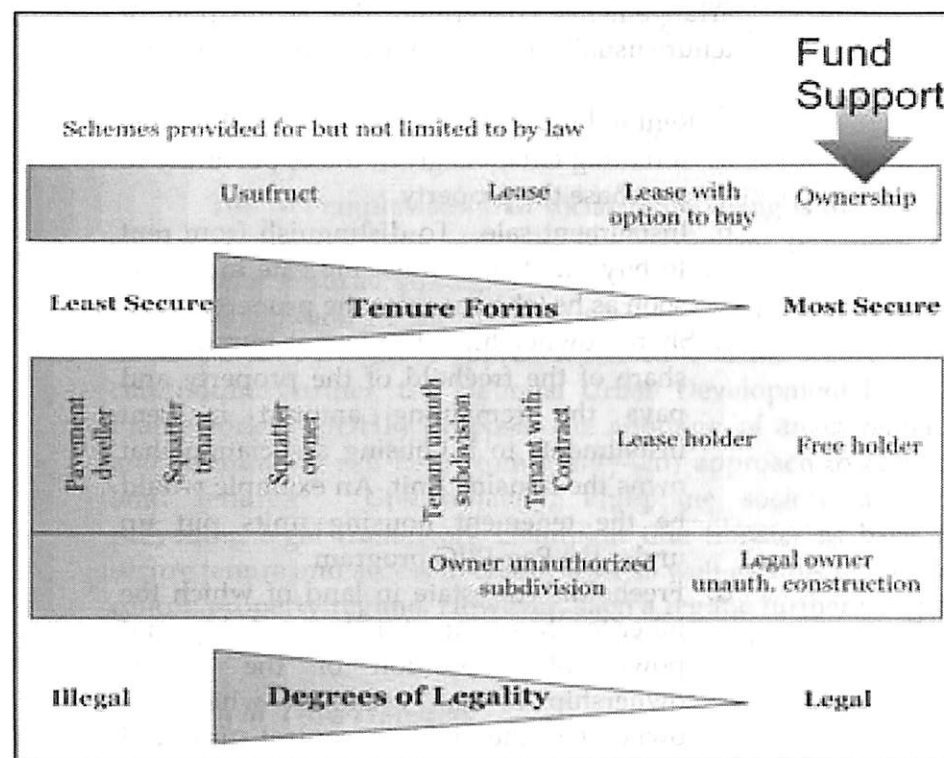 Fund
Support
Schemes provided for but not limited to by law
Usufruct
Lease
Lease with
option to buy
Ownership
Least Secure
Tenure Forms
Most Secure
Pavement
dweller
Squatter
tenant
Squatter
owner
Tenant unauth
subdivision
Tenant with
Contract
Lease holder
Free holder
Owner unauthorized
subdivision
Legal owner
unauth. construction
Illegal
Degrees of Legality
Legal